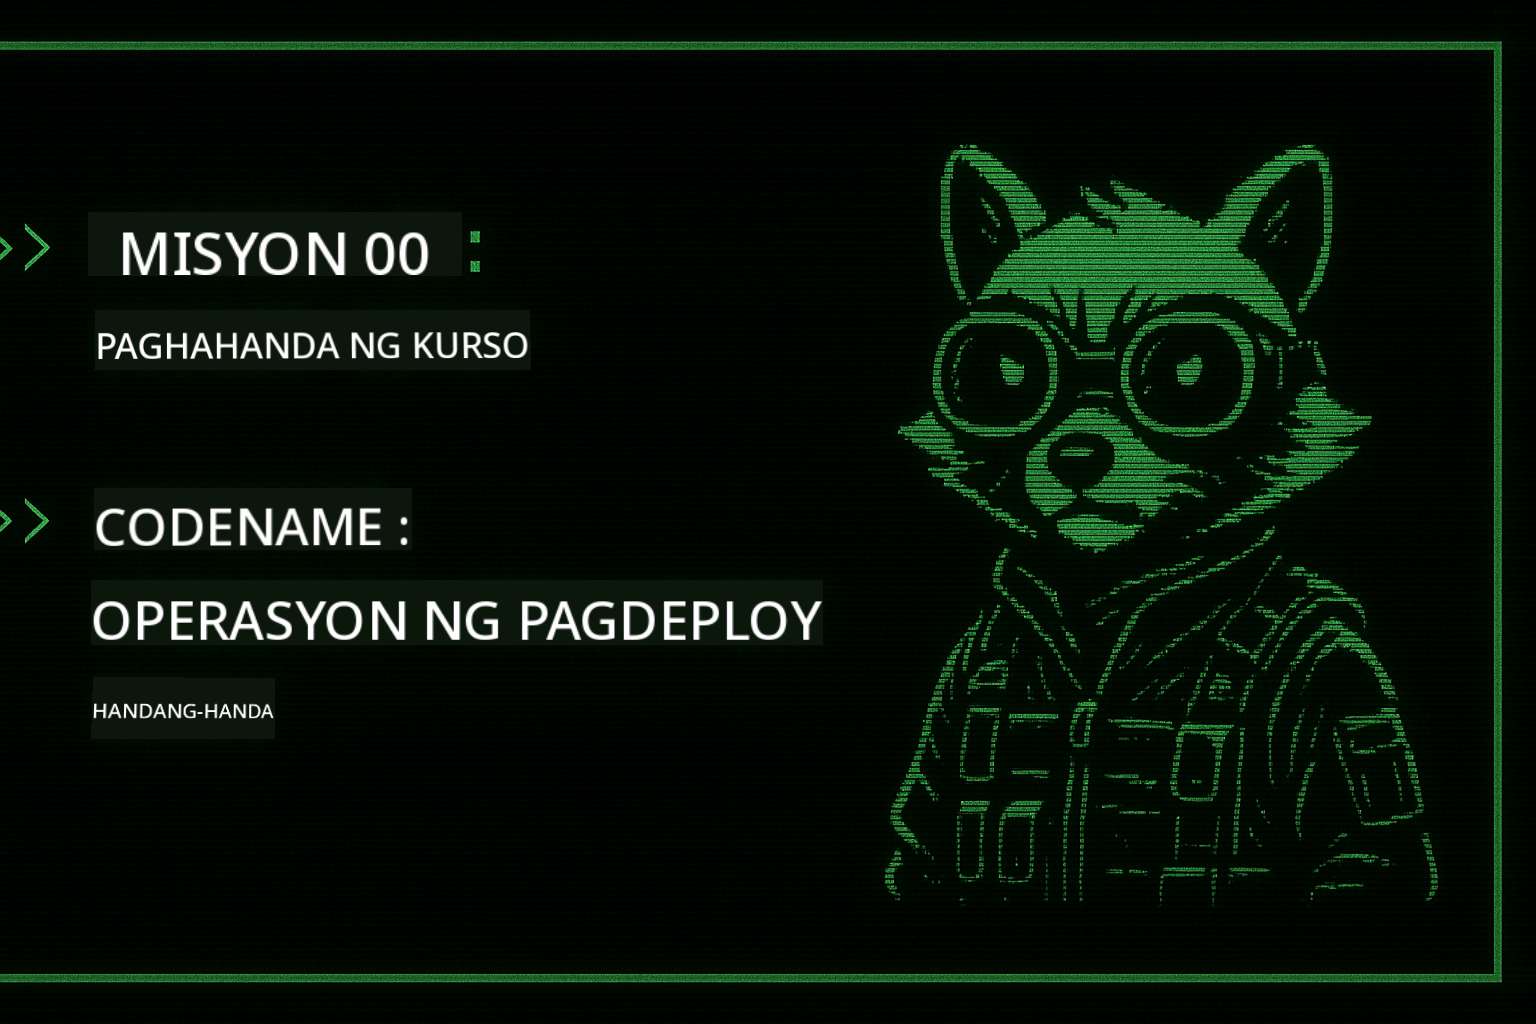 MISYON 00 :
PAGHAHANDA NG KURSO
CODENAME :
OPERASYON NG PAGDEPLOY
HANDANG-HANDA